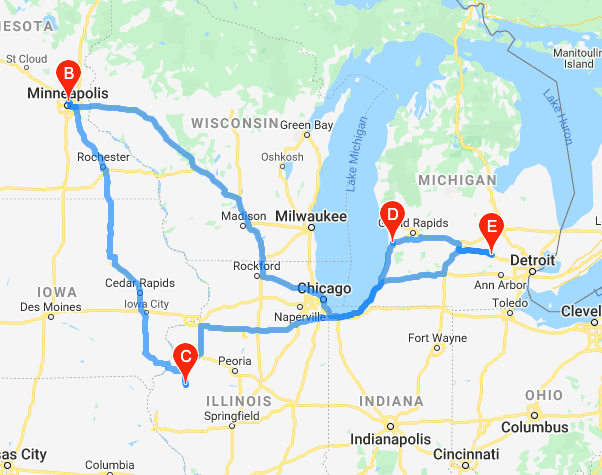 NESOTA
St Cloud
B
Minneapolis
Manitoulin
Island
WISCONSIN
Green Bay
Lake Michigan
Lake Huron
Oshkosh
Rochester
MICHIGAN
Madison
Milwaukee
D
Grand Rapids
E
Rockford
Detroit
Cedar Rapids
Chicago
Ann Arbor
IOWA
Iowa City
Naperville
Toledo
Des Moines
Clevel
Fort Wayne
C
Peoria
ILLINOIS
INDIANA
OHIO
Springfield
Columbus
Indianapolis
sas City
Columbia
Cincinnati